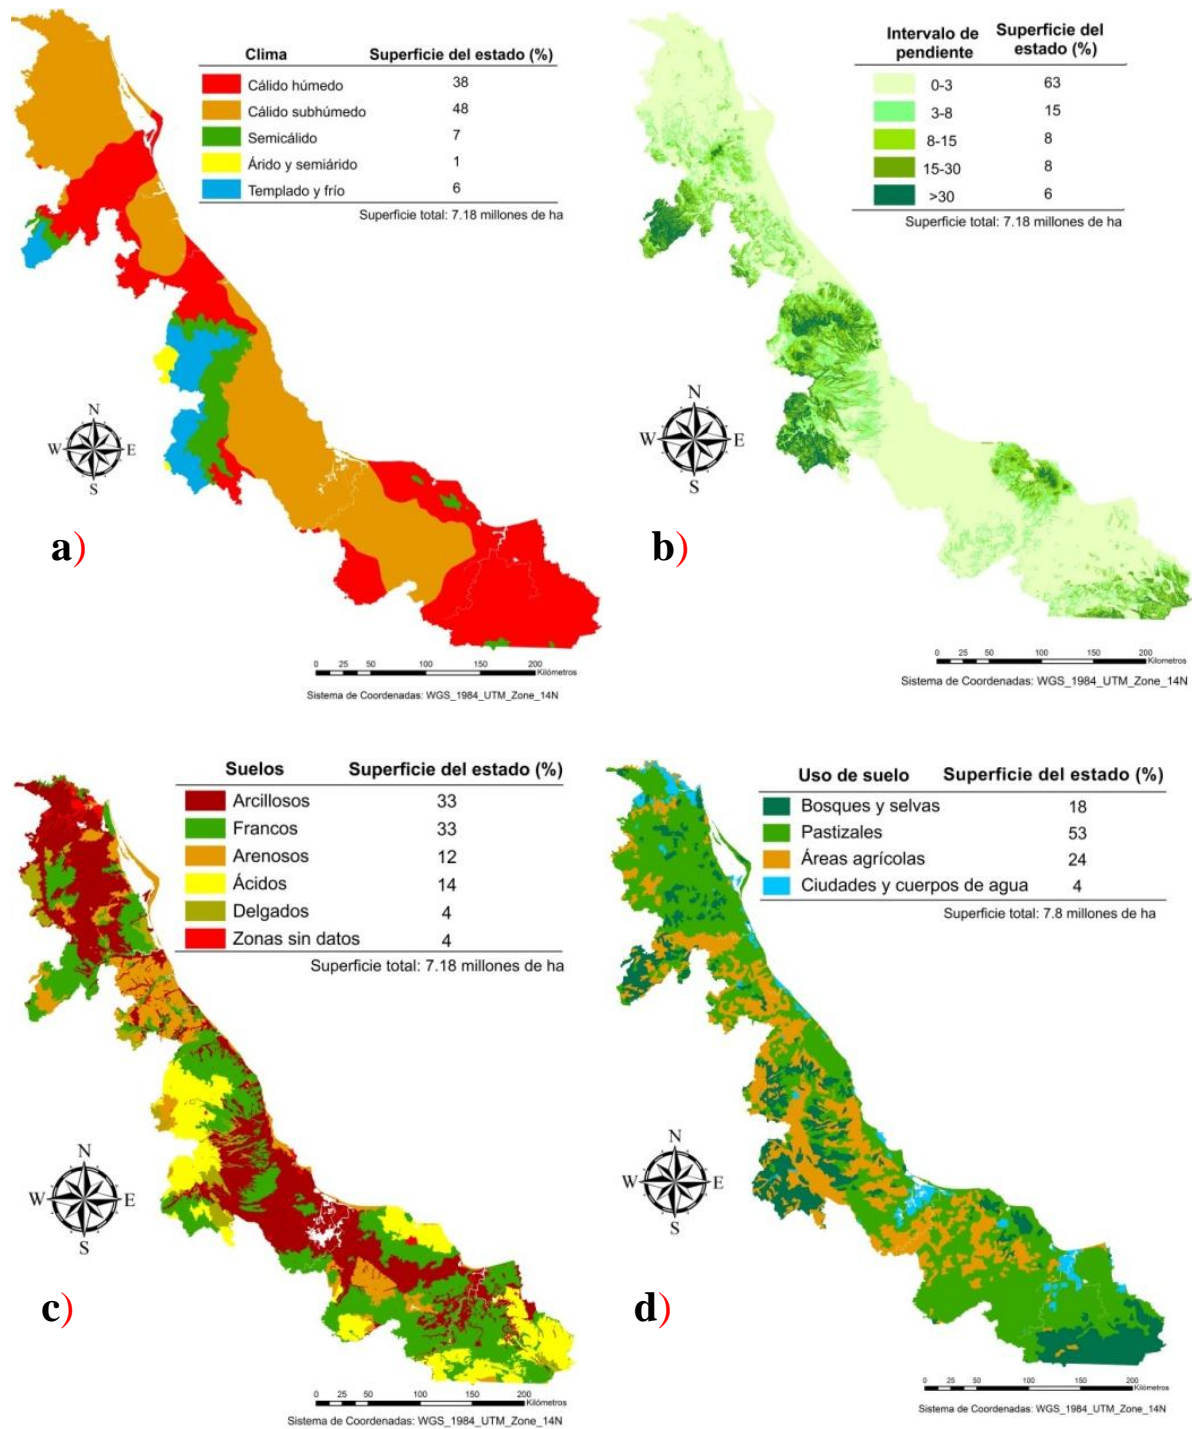 Clima Superficie del estado (%)
Cálido húmedo 38
Cálido subhúmedo 48
Semicálido 7
Árido y semiárido 1
Templado y frío 6
Superficie total: 7.18 millones de ha
N
W E
S
a)
0 25 50 100 150 200
Kilómetros
Sistema de Coordenadas: WGS_1984_UTM_Zone_14N
Intervalo de pendiente Superficie del estado (%)
0-3 63
3-8 15
8-15 8
15-30 8
>30 6
Superficie total: 7.18 millones de ha
N
W E
S
b)
0 25 50 100 150 200
Kilometros
Sistema de Coordenadas: WGS_1984_UTM_Zone_14N
Suelos Superficie del estado (%)
Arcillosos 33
Francos 33
Arenosos 12
Ácidos 14
Delgados 4
Zonas sin datos 4
Superficie total: 7.18 millones de ha
N
W E
S
c)
0 25 50 100 150 200
Kilómetros
Sistema de Coordenadas: WGS_1984_UTM_Zone_14N
Uso de suelo Superficie del estado (%)
Bosques y selvas 18
Pastizales 53
Áreas agrícolas 24
Ciudades y cuerpos de agua 4
Superficie total: 7.8 millones de ha
N
W E
S
d)
0 25 50 100 150 200
Kilómetros
Sistema de Coordenadas: WGS_1984_UTM_Zone_14N